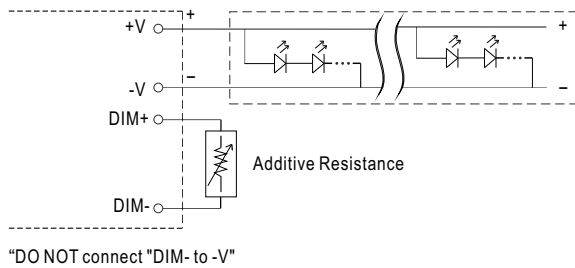 +V
+
+
-V
−
−
DIM+
Additive Resistance
DIM-
“DO NOT connect "DIM- to -V"